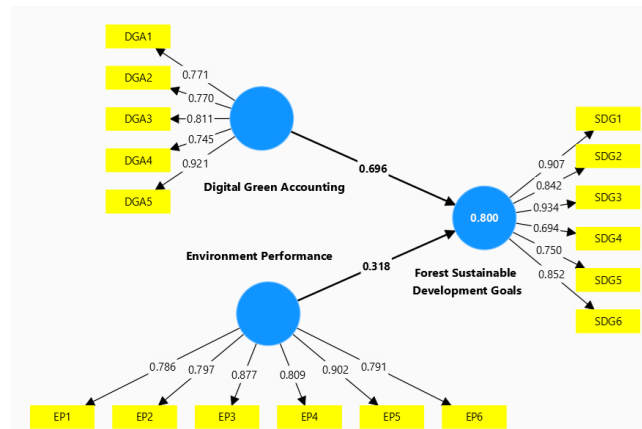 DGA1
DGA2
DGA3
DGA4
DGA5
0.771
0.770
0.811
0.745
0.921
Digital Green Accounting
0.696
Environment Performance
0.318
0.800
Forest Sustainable
Development Goals
0.907
0.842
0.934
0.694
0.750
0.852
SDG1
SDG2
SDG3
SDG4
SDG5
SDG6
0.786
0.797
0.877
0.809
0.902
0.791
EP1
EP2
EP3
EP4
EP5
EP6